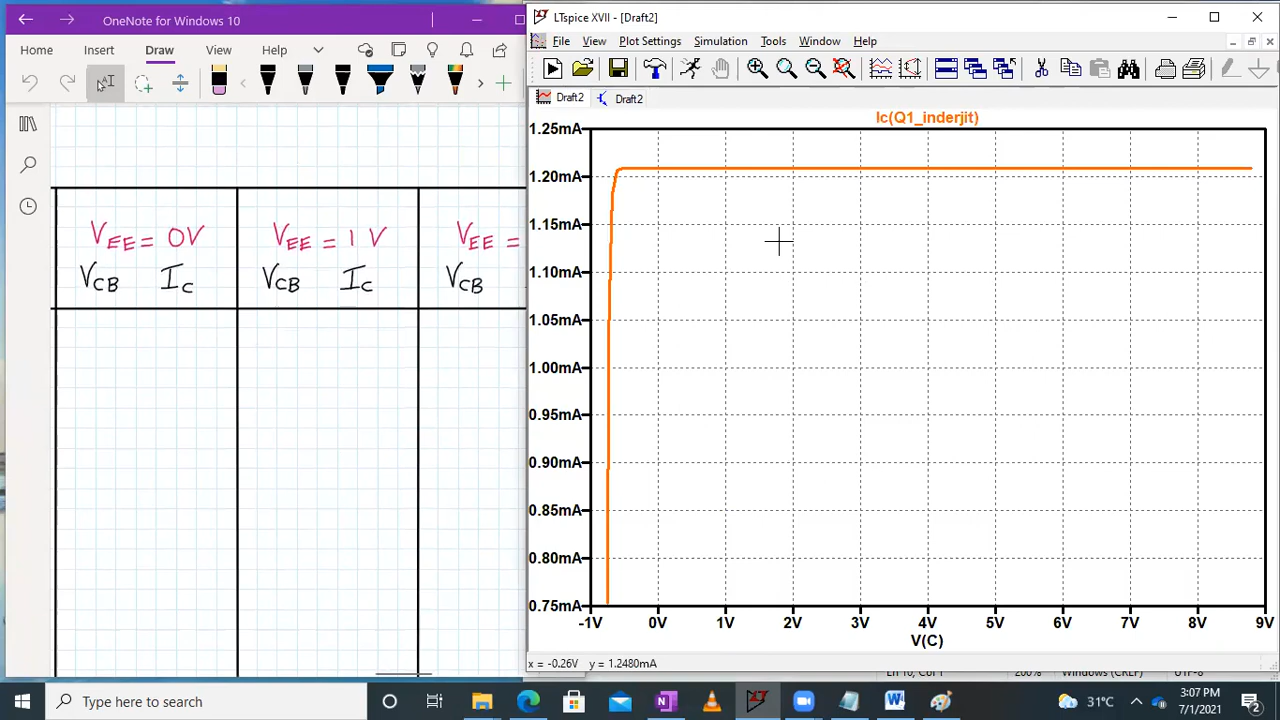 OneNote for Windows 10
Home Insert Draw View Help
V_EE = 0V
V_CB I_C
V_EE = 1V
V_CB I_C
V_EE =
V_CB
LTspice XVII - [Draft2]
File View Plot Settings Simulation Tools Window Help
Draft2 Draft2
Ic(Q1_inderjit)
1.25mA
1.20mA
1.15mA
1.10mA
1.05mA
1.00mA
0.95mA
0.90mA
0.85mA
0.80mA
0.75mA
-1V 0V 1V 2V 3V 4V 5V 6V 7V 8V 9V
V(C)
x = -0.26V y = 1.2480mA
Type here to search
31°C
3:07 PM
7/1/2021
2